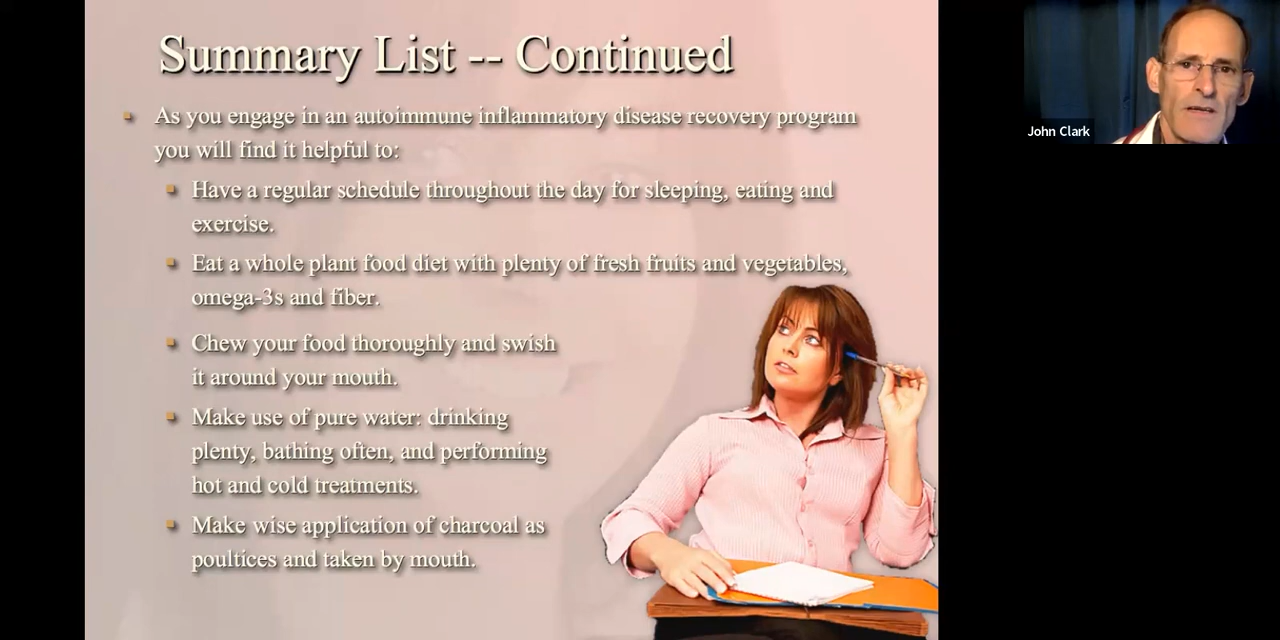 Summary List -- Continued
As you engage in an autoimmune inflammatory disease recovery program
you will find it helpful to:
Have a regular schedule throughout the day for sleeping, eating and
exercise.
Eat a whole plant food diet with plenty of fresh fruits and vegetables,
omega-3s and fiber.
Chew your food thoroughly and swish
it around your mouth.
Make use of pure water: drinking
plenty, bathing often, and performing
hot and cold treatments.
Make wise application of charcoal as
poultices and taken by mouth.
John Clark